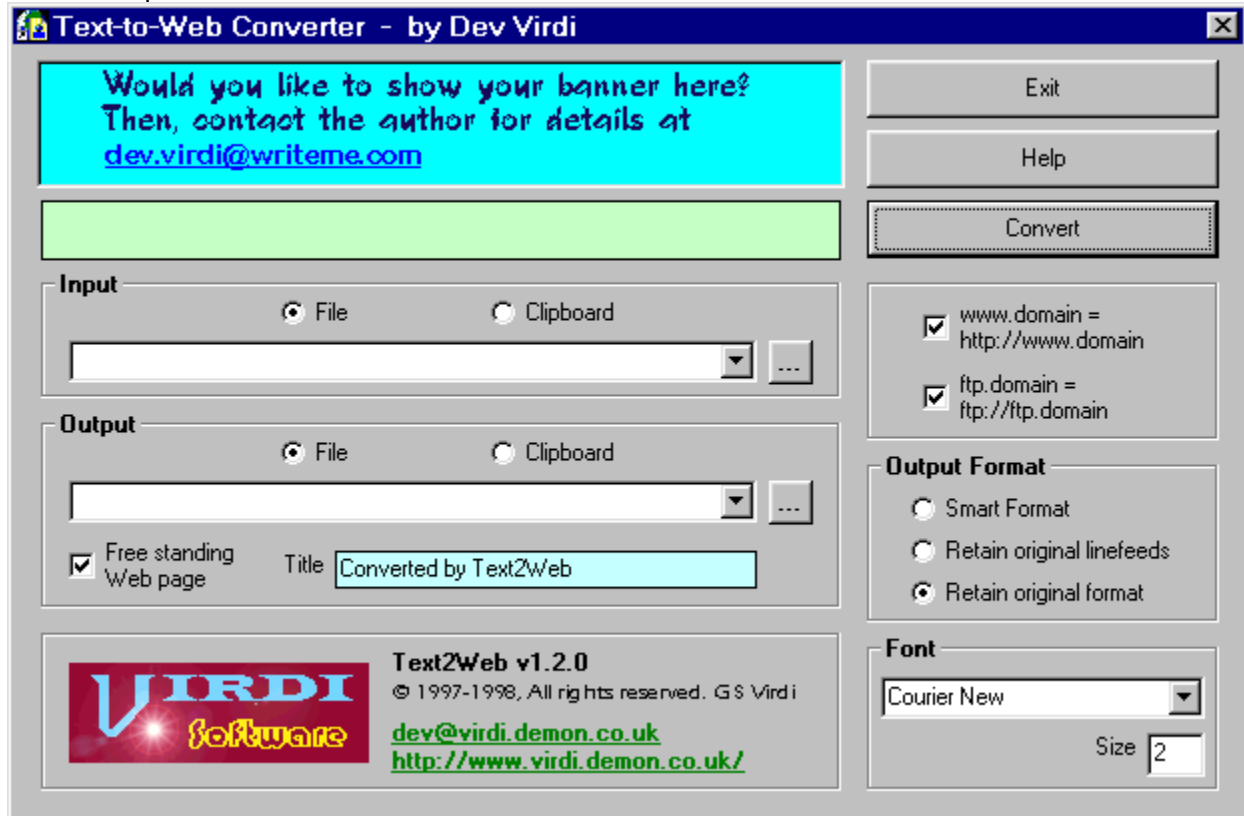 Text-to-Web Converter - by Dev Virdi
Would you like to show your banner here?
Then, contact the author for details at
dev.virdi@writeme.com
Exit
Help
Convert
Input
File
Clipboard
...
www.domain =
http://www.domain
ftp.domain =
ftp://ftp.domain
Output
File
Clipboard
...
Free standing
Web page
Title
Converted by Text2Web
Output Format
Smart Format
Retain original linefeeds
Retain original format
VIRDI
Software
Text2Web v1.2.0
© 1997-1998, All rights reserved. GS Virdi
dev@virdi.demon.co.uk
http://www.virdi.demon.co.uk/
Font
Courier New
Size
2